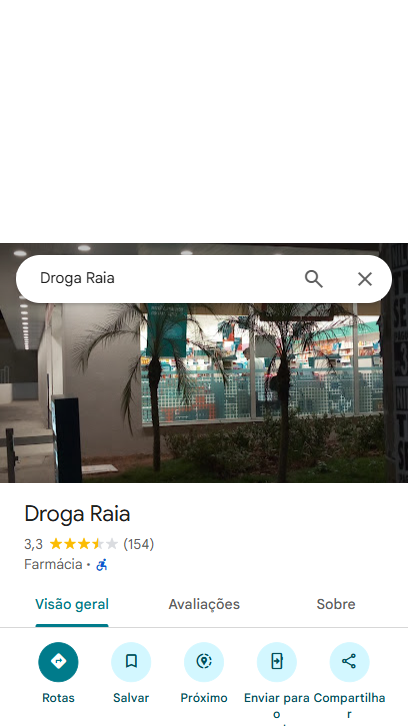 Droga Raia
Droga Raia
3,3 (154)
Farmácia ·
Visão geral Avaliações Sobre
Rotas Salvar Próximo Enviar para o Compartilhar